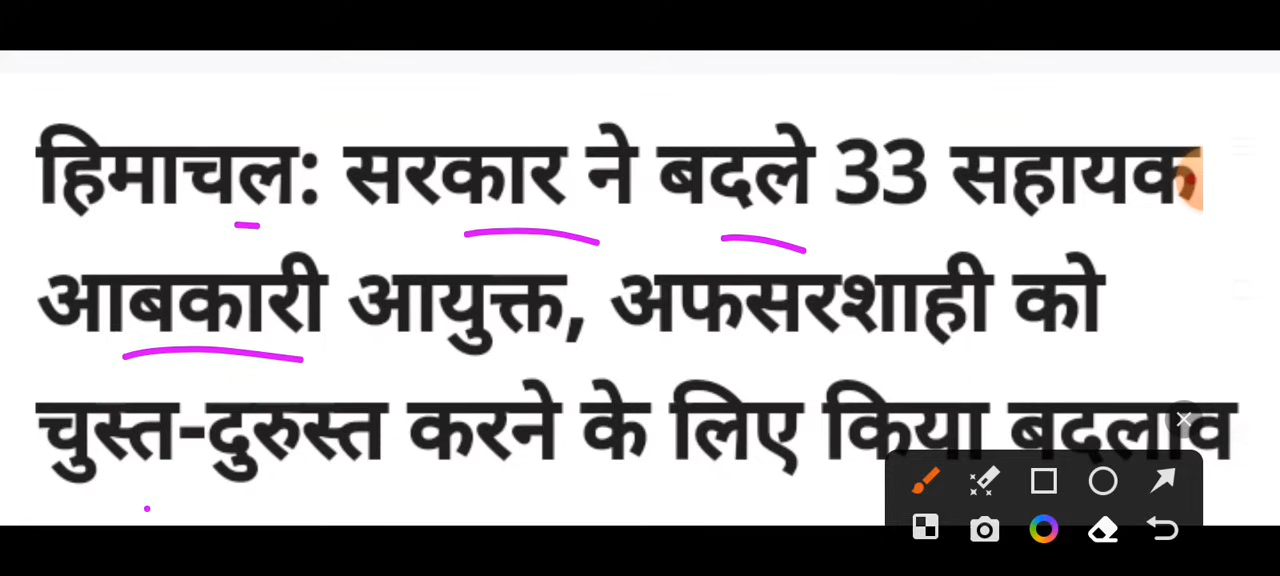 हिमाचल: सरकार ने बदले 33 सहायक
आबकारी आयुक्त, अफसरशाही को
चुस्त-दुरुस्त करने के लिए किया बदलाव